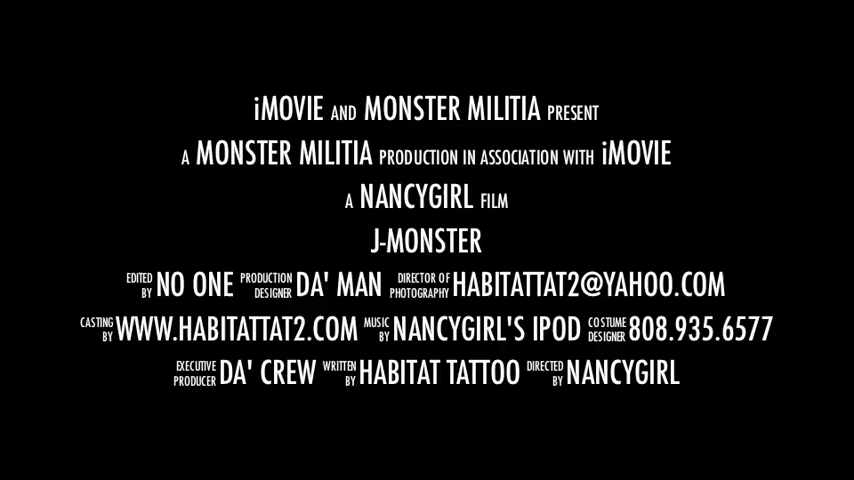 iMOVIE AND MONSTER MILITIA PRESENT
A MONSTER MILITIA PRODUCTION IN ASSOCIATION WITH iMOVIE
A NANCYGIRL FILM
J-MONSTER
EDITED BY NO ONE PRODUCTION DESIGNER DA' MAN DIRECTOR OF PHOTOGRAPHY HABITATTAT2@YAHOO.COM
CASTING BY WWW.HABITATTAT2.COM MUSIC BY NANCYGIRL'S IPOD COSTUME DESIGNER 808.935.6577
EXECUTIVE PRODUCER DA' CREW WRITTEN BY HABITAT TATTOO DIRECTED BY NANCYGIRL